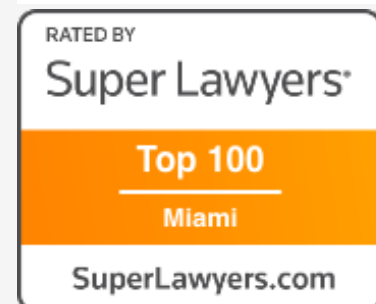 RATED BY
Super Lawyers®
Top 100
Miami
SuperLawyers.com